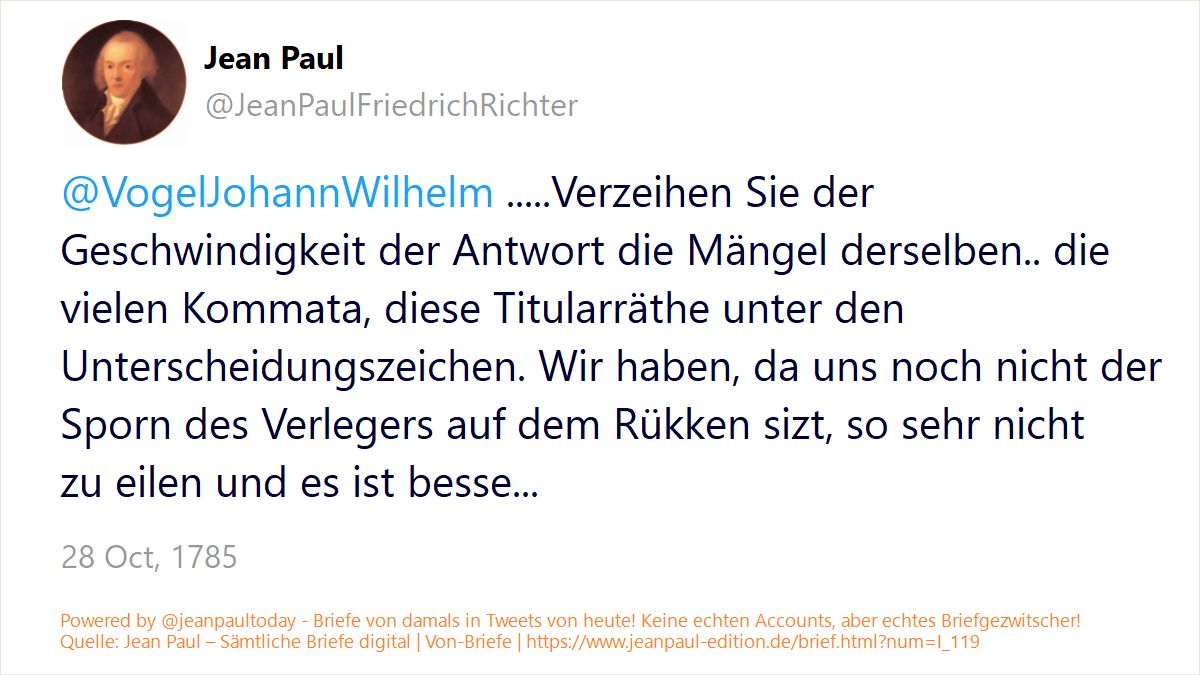 Jean Paul
@JeanPaulFriedrichRichter
@VogelJohannWilhelm .....Verzeihen Sie der
Geschwindigkeit der Antwort die Mängel derselben.. die
vielen Kommata, diese Titularräthe unter den
Unterscheidungszeichen. Wir haben, da uns noch nicht der
Sporn des Verlegers auf dem Rükken sizt, so sehr nicht
zu eilen und es ist besse...
28 Oct, 1785
Powered by @jeanpaultoday - Briefe von damals in Tweets von heute! Keine echten Accounts, aber echtes Briefgezwitscher!
Quelle: Jean Paul – Sämtliche Briefe digital | Von-Briefe | https://www.jeanpaul-edition.de/brief.html?num=I_119